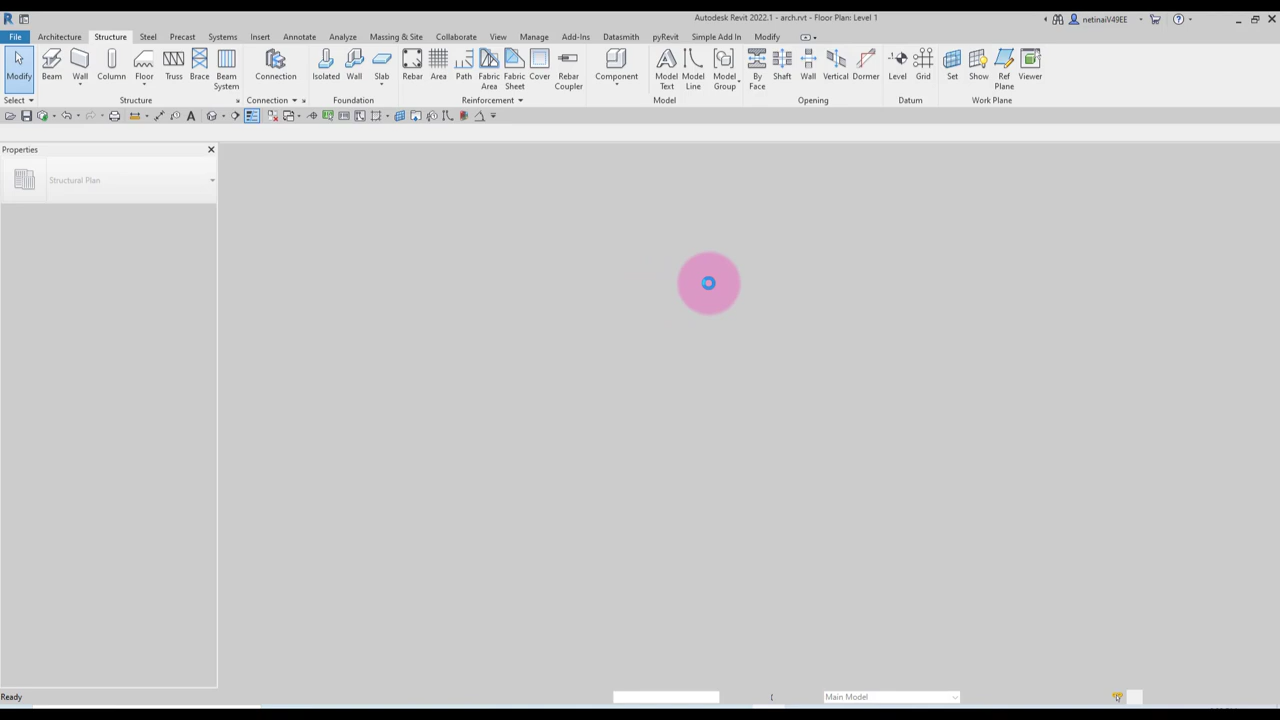 Autodesk Revit 2022.1 - arch.rvt - Floor Plan: Level 1
netinaiV49EE
File Architecture Structure Steel Precast Systems Insert Annotate Analyze Massing & Site Collaborate View Manage Add-Ins Datasmith pyRevit Simple Add In Modify
Modify Beam Wall Column Floor Truss Brace Beam System Connection Isolated Wall Slab Rebar Area Path Fabric Area Fabric Sheet Cover Rebar Coupler Component Model Text Model Line Model Group By Face Shaft Wall Vertical Dormer Level Grid Set Show Ref Plane Viewer
Select Structure Connection Foundation Reinforcement Model Opening Datum Work Plane
Properties
Structural Plan
Ready
Main Model